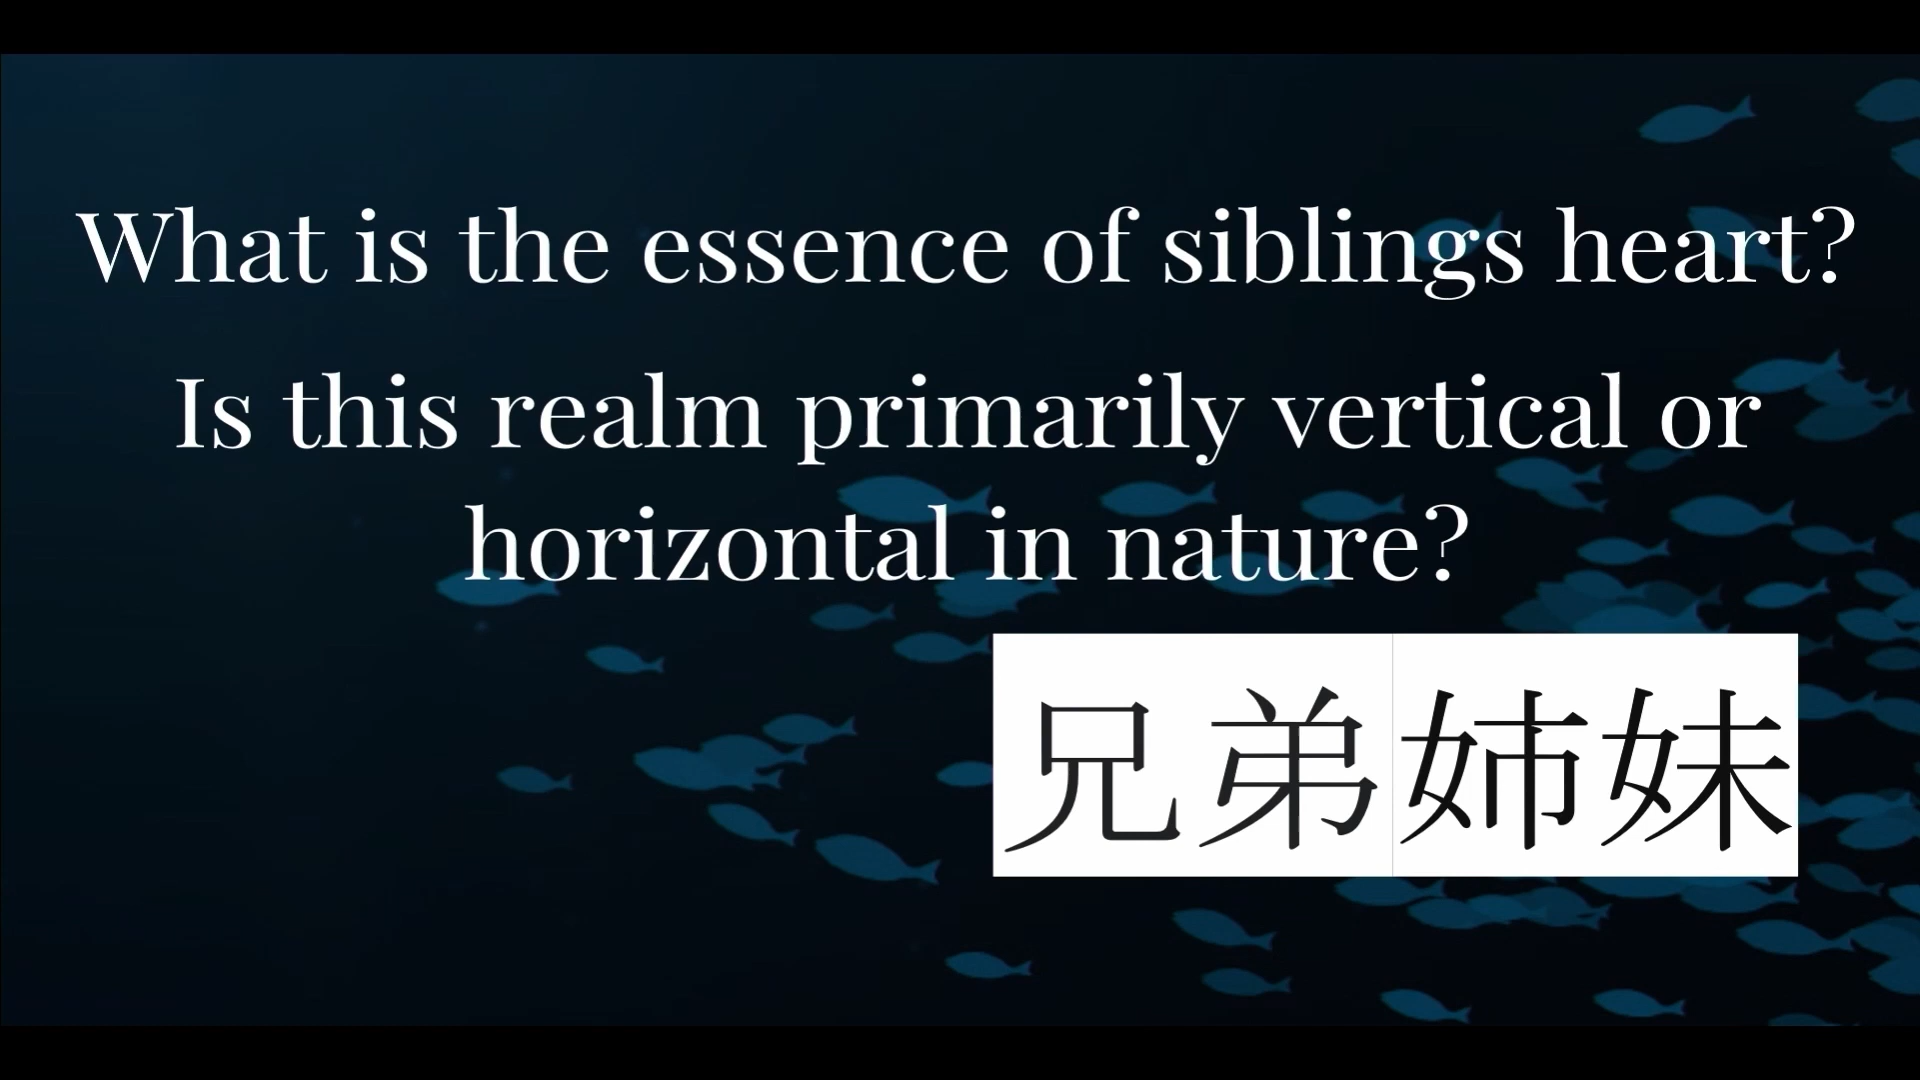 What is the essence of siblings heart?
Is this realm primarily vertical or
horizontal in nature?
兄弟姉妹